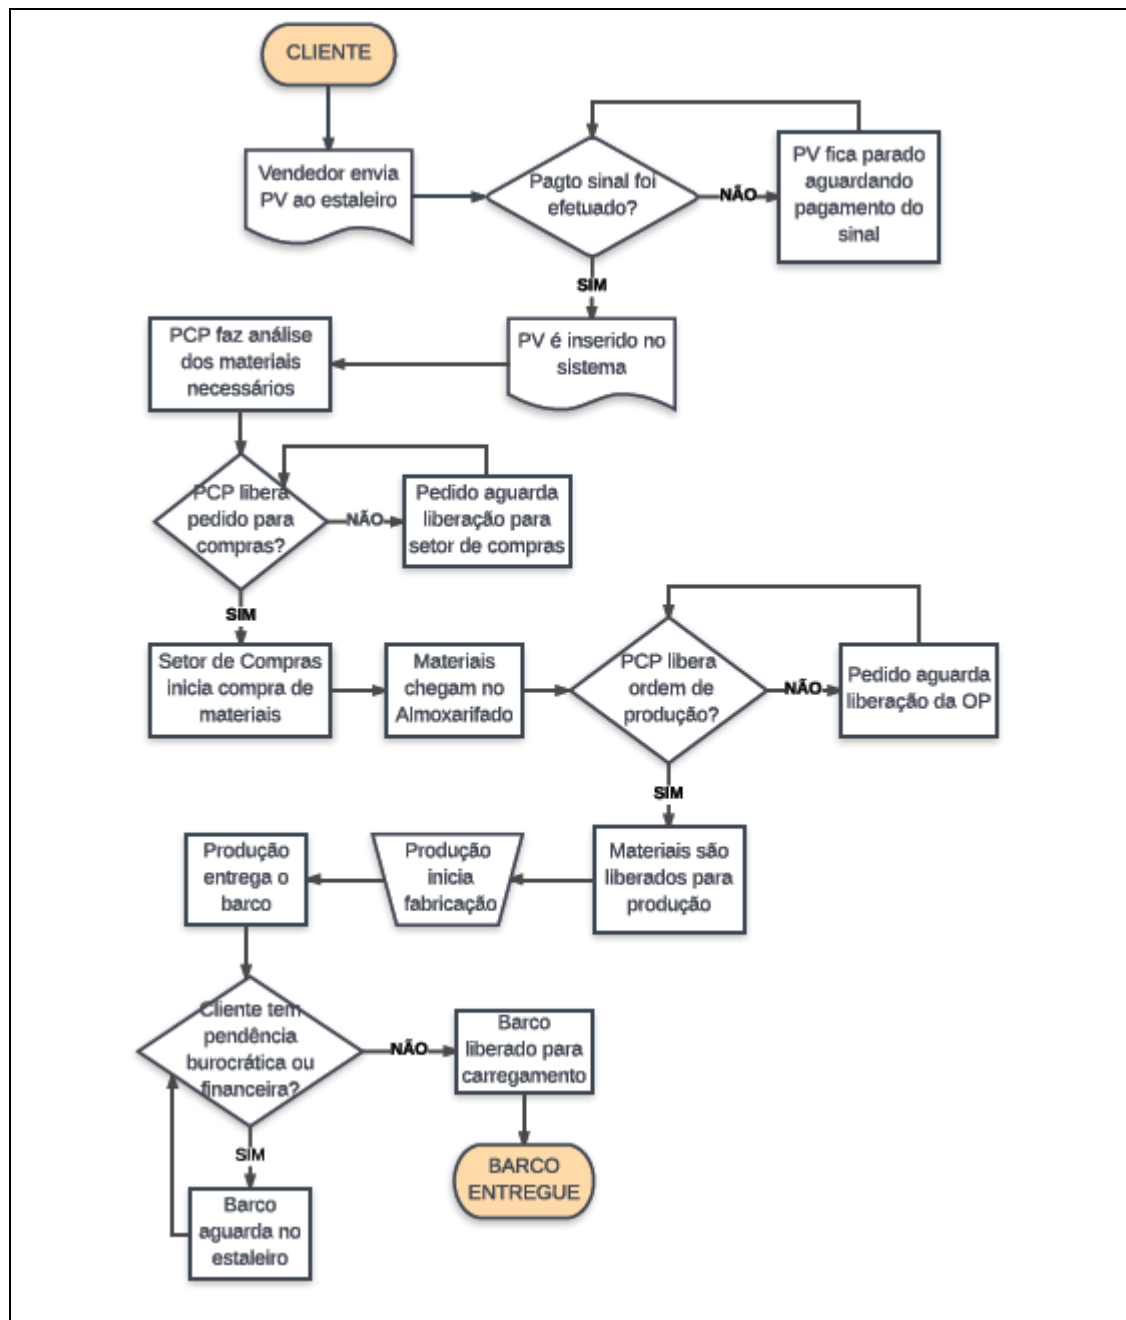 CLIENTE
Vendedor envia
PV ao estaleiro
Pagto sinal foi
efetuado?
NÃO
PV fica parado
aguardando
pagamento do
sinal
SIM
PV é inserido no
sistema
PCP faz análise
dos materiais
necessários
PCP libera
pedido para
compras?
NÃO
Pedido aguarda
liberação para
setor de compras
SIM
Setor de Compras
inicia compra de
materiais
Materiais
chegam no
Almoxarifado
PCP libera
ordem de
produção?
NÃO
Pedido aguarda
liberação da OP
SIM
Materiais são
liberados para
produção
Produção
inicia
fabricação
Produção
entrega o
barco
Cliente tem
pendência
burocrática ou
financeira?
NÃO
Barco
liberado para
carregamento
SIM
Barco
aguarda no
estaleiro
BARCO
ENTREGUE